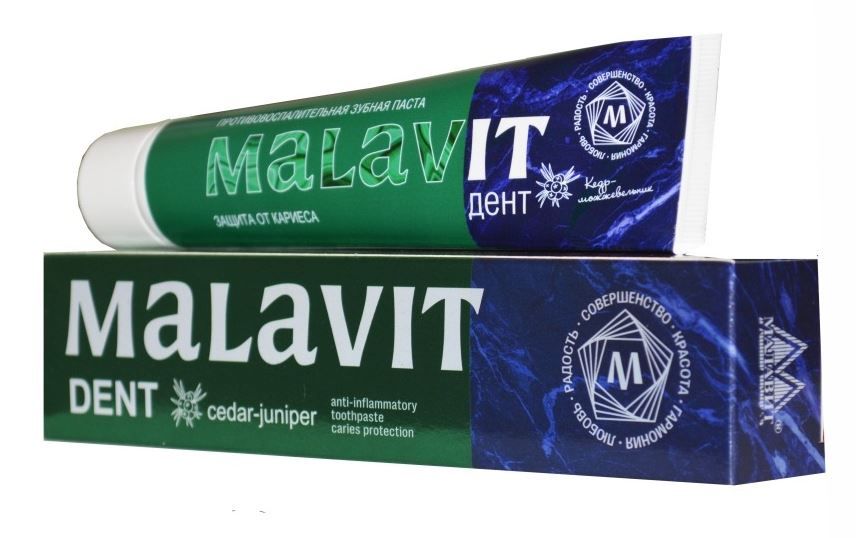 ПРОТИВОВОСПАЛИТЕЛЬНАЯ ЗУБНАЯ ПАСТА
MALAVIT
ДЕНТ
Кедр-
можжевельник
ЗАЩИТА ОТ КАРИЕСА
РАДОСТЬ · СОВЕРШЕНСТВО · КРАСОТА · ГАРМОНИЯ · ЛЮБОВЬ ·
M
MALAVIT
DENT
cedar-juniper
anti-inflammatory
toothpaste
caries protection
РАДОСТЬ · СОВЕРШЕНСТВО · КРАСОТА · ГАРМОНИЯ · ЛЮБОВЬ ·
M
МАЛАВИТ
®